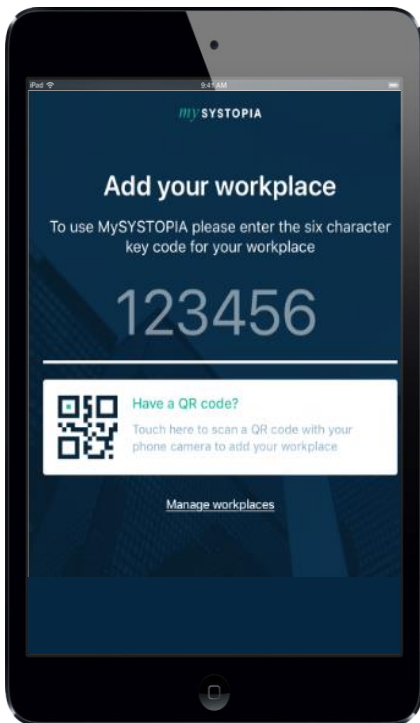 iPad 9:41 AM
my SYSTOPIA
Add your workplace
To use MySYSTOPIA please enter the six character
key code for your workplace
123456
Have a QR code?
Touch here to scan a QR code with your
phone camera to add your workplace
Manage workplaces